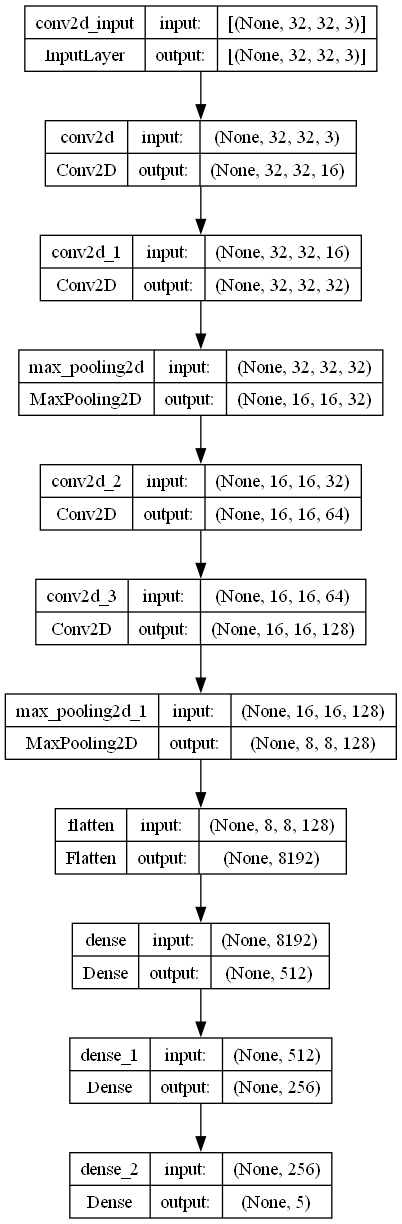 conv2d_input input: [(None, 32, 32, 3)]
InputLayer output: [(None, 32, 32, 3)]
conv2d input: (None, 32, 32, 3)
Conv2D output: (None, 32, 32, 16)
conv2d_1 input: (None, 32, 32, 16)
Conv2D output: (None, 32, 32, 32)
max_pooling2d input: (None, 32, 32, 32)
MaxPooling2D output: (None, 16, 16, 32)
conv2d_2 input: (None, 16, 16, 32)
Conv2D output: (None, 16, 16, 64)
conv2d_3 input: (None, 16, 16, 64)
Conv2D output: (None, 16, 16, 128)
max_pooling2d_1 input: (None, 16, 16, 128)
MaxPooling2D output: (None, 8, 8, 128)
flatten input: (None, 8, 8, 128)
Flatten output: (None, 8192)
dense input: (None, 8192)
Dense output: (None, 512)
dense_1 input: (None, 512)
Dense output: (None, 256)
dense_2 input: (None, 256)
Dense output: (None, 5)